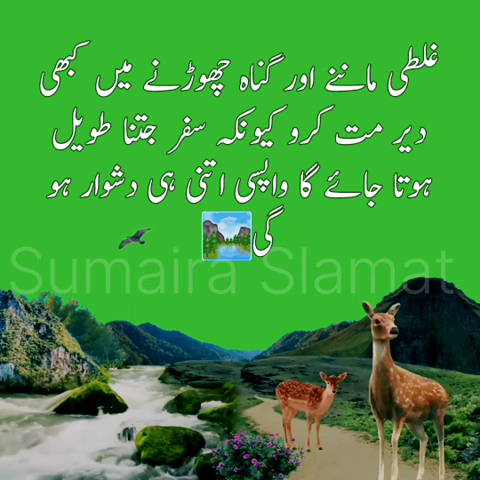 غلطی ماننے اور گناہ چھوڑنے میں کبھی
دیر مت کرو کیونکہ سفر جتنا طویل
ہوتا جائے گا واپسی اتنی ہی دشوار ہو
گی
Sumaira Slamat